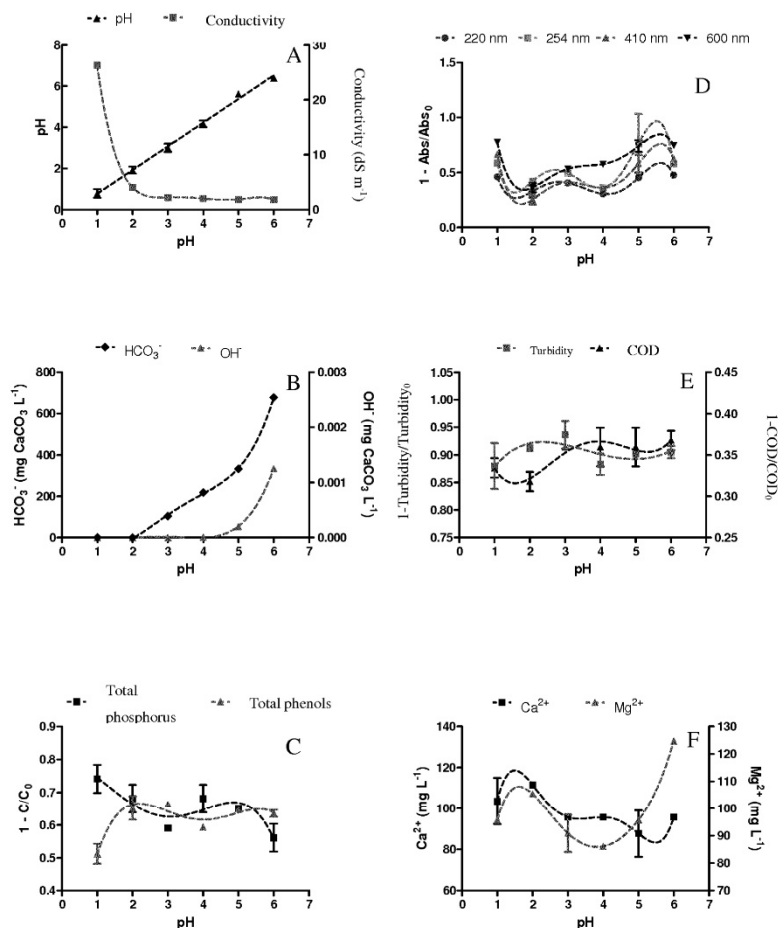 pH Conductivity
A
8
6
4
2
0
pH
30
20
10
0
Conductivity (dS m⁻¹)
0 1 2 3 4 5 6 7
pH
220 nm 254 nm 410 nm 600 nm
D
1.5
1.0
0.5
0.0
1 - Abs/Abs₀
0 1 2 3 4 5 6 7
pH
HCO₃⁻ OH⁻
B
800
600
400
200
0
HCO₃⁻ (mg CaCO₃ L⁻¹)
0.003
0.002
0.001
0.000
OH⁻ (mg CaCO₃ L⁻¹)
0 1 2 3 4 5 6 7
pH
Turbidity COD
E
1.05
1.00
0.95
0.90
0.85
0.80
0.75
1-Turbidity/Turbidity₀
0.45
0.40
0.35
0.30
0.25
1-COD/COD₀
0 1 2 3 4 5 6 7
pH
Total phosphorus
Total phenols
C
0.9
0.8
0.7
0.6
0.5
0.4
1 - C/C₀
0 1 2 3 4 5 6 7
pH
Ca²⁺ Mg²⁺
F
140
120
100
80
60
Ca²⁺ (mg L⁻¹)
130
120
110
100
90
80
70
Mg²⁺ (mg L⁻¹)
0 1 2 3 4 5 6 7
pH